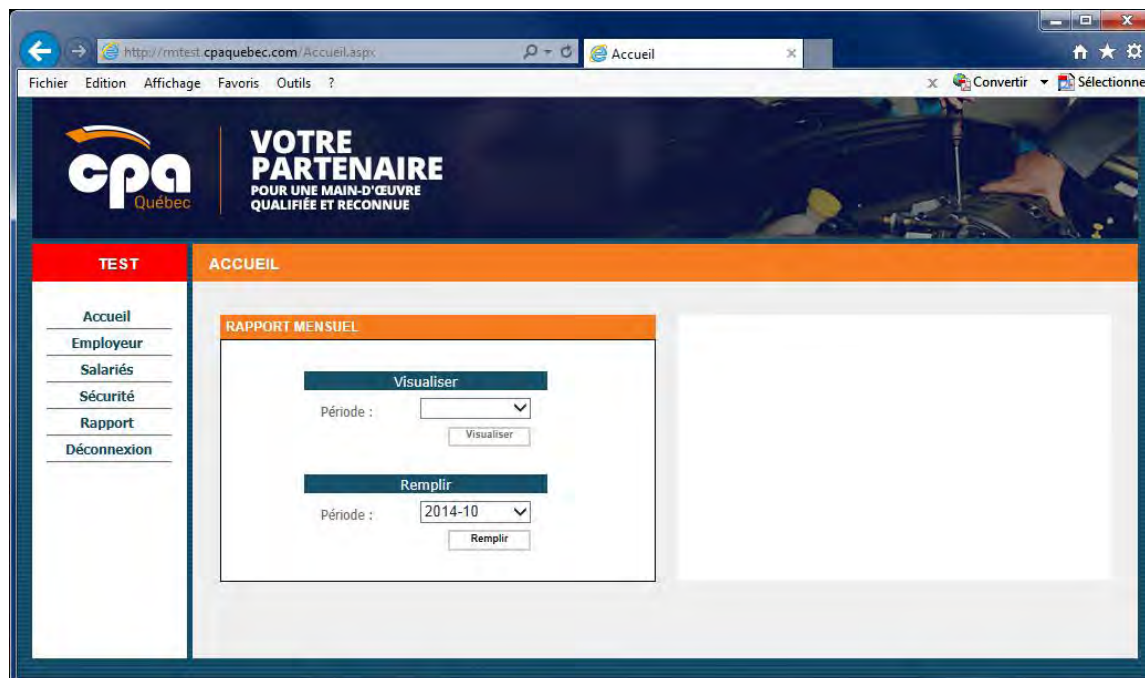 http://rmtest.cpaquebec.com/Accueil.aspx
Accueil
Fichier Edition Affichage Favoris Outils ?
x Convertir Sélectionne
cpa
Québec
VOTRE
PARTENAIRE
POUR UNE MAIN-D'ŒUVRE
QUALIFIÉE ET RECONNUE
TEST
ACCUEIL
Accueil
Employeur
Salariés
Sécurité
Rapport
Déconnexion
RAPPORT MENSUEL
Visualiser
Période :
Visualiser
Remplir
Période : 2014-10
Remplir